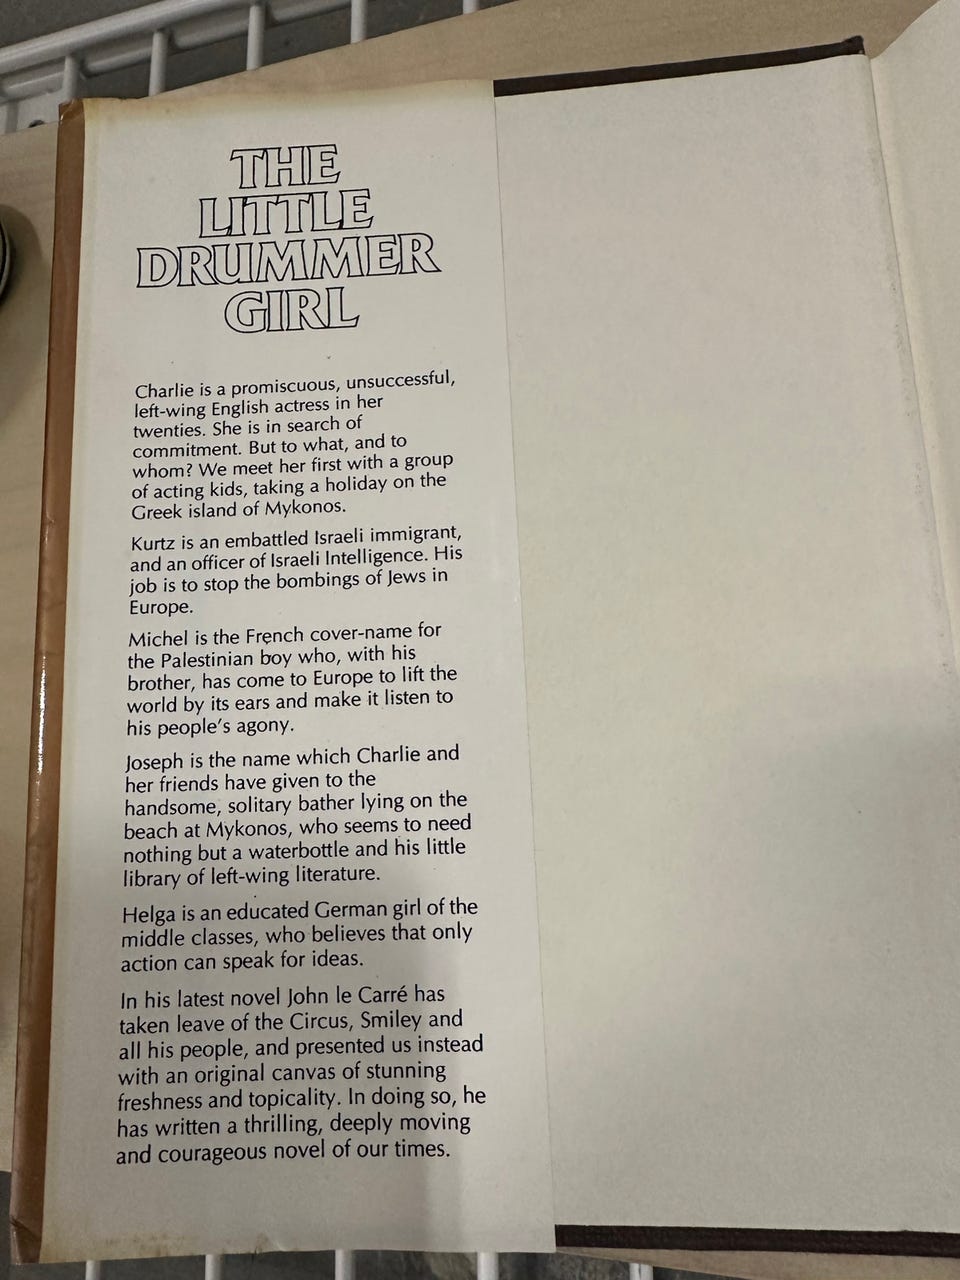 THE
LITTLE
DRUMMER
GIRL
Charlie is a promiscuous, unsuccessful,
left-wing English actress in her
twenties. She is in search of
commitment. But to what, and to
whom? We meet her first with a group
of acting kids, taking a holiday on the
Greek island of Mykonos.
Kurtz is an embattled Israeli immigrant,
and an officer of Israeli Intelligence. His
job is to stop the bombings of Jews in
Europe.
Michel is the French cover-name for
the Palestinian boy who, with his
brother, has come to Europe to lift the
world by its ears and make it listen to
his people's agony.
Joseph is the name which Charlie and
her friends have given to the
handsome, solitary bather lying on the
beach at Mykonos, who seems to need
nothing but a waterbottle and his little
library of left-wing literature.
Helga is an educated German girl of the
middle classes, who believes that only
action can speak for ideas.
In his latest novel John le Carré has
taken leave of the Circus, Smiley and
all his people, and presented us instead
with an original canvas of stunning
freshness and topicality. In doing so, he
has written a thrilling, deeply moving
and courageous novel of our times.